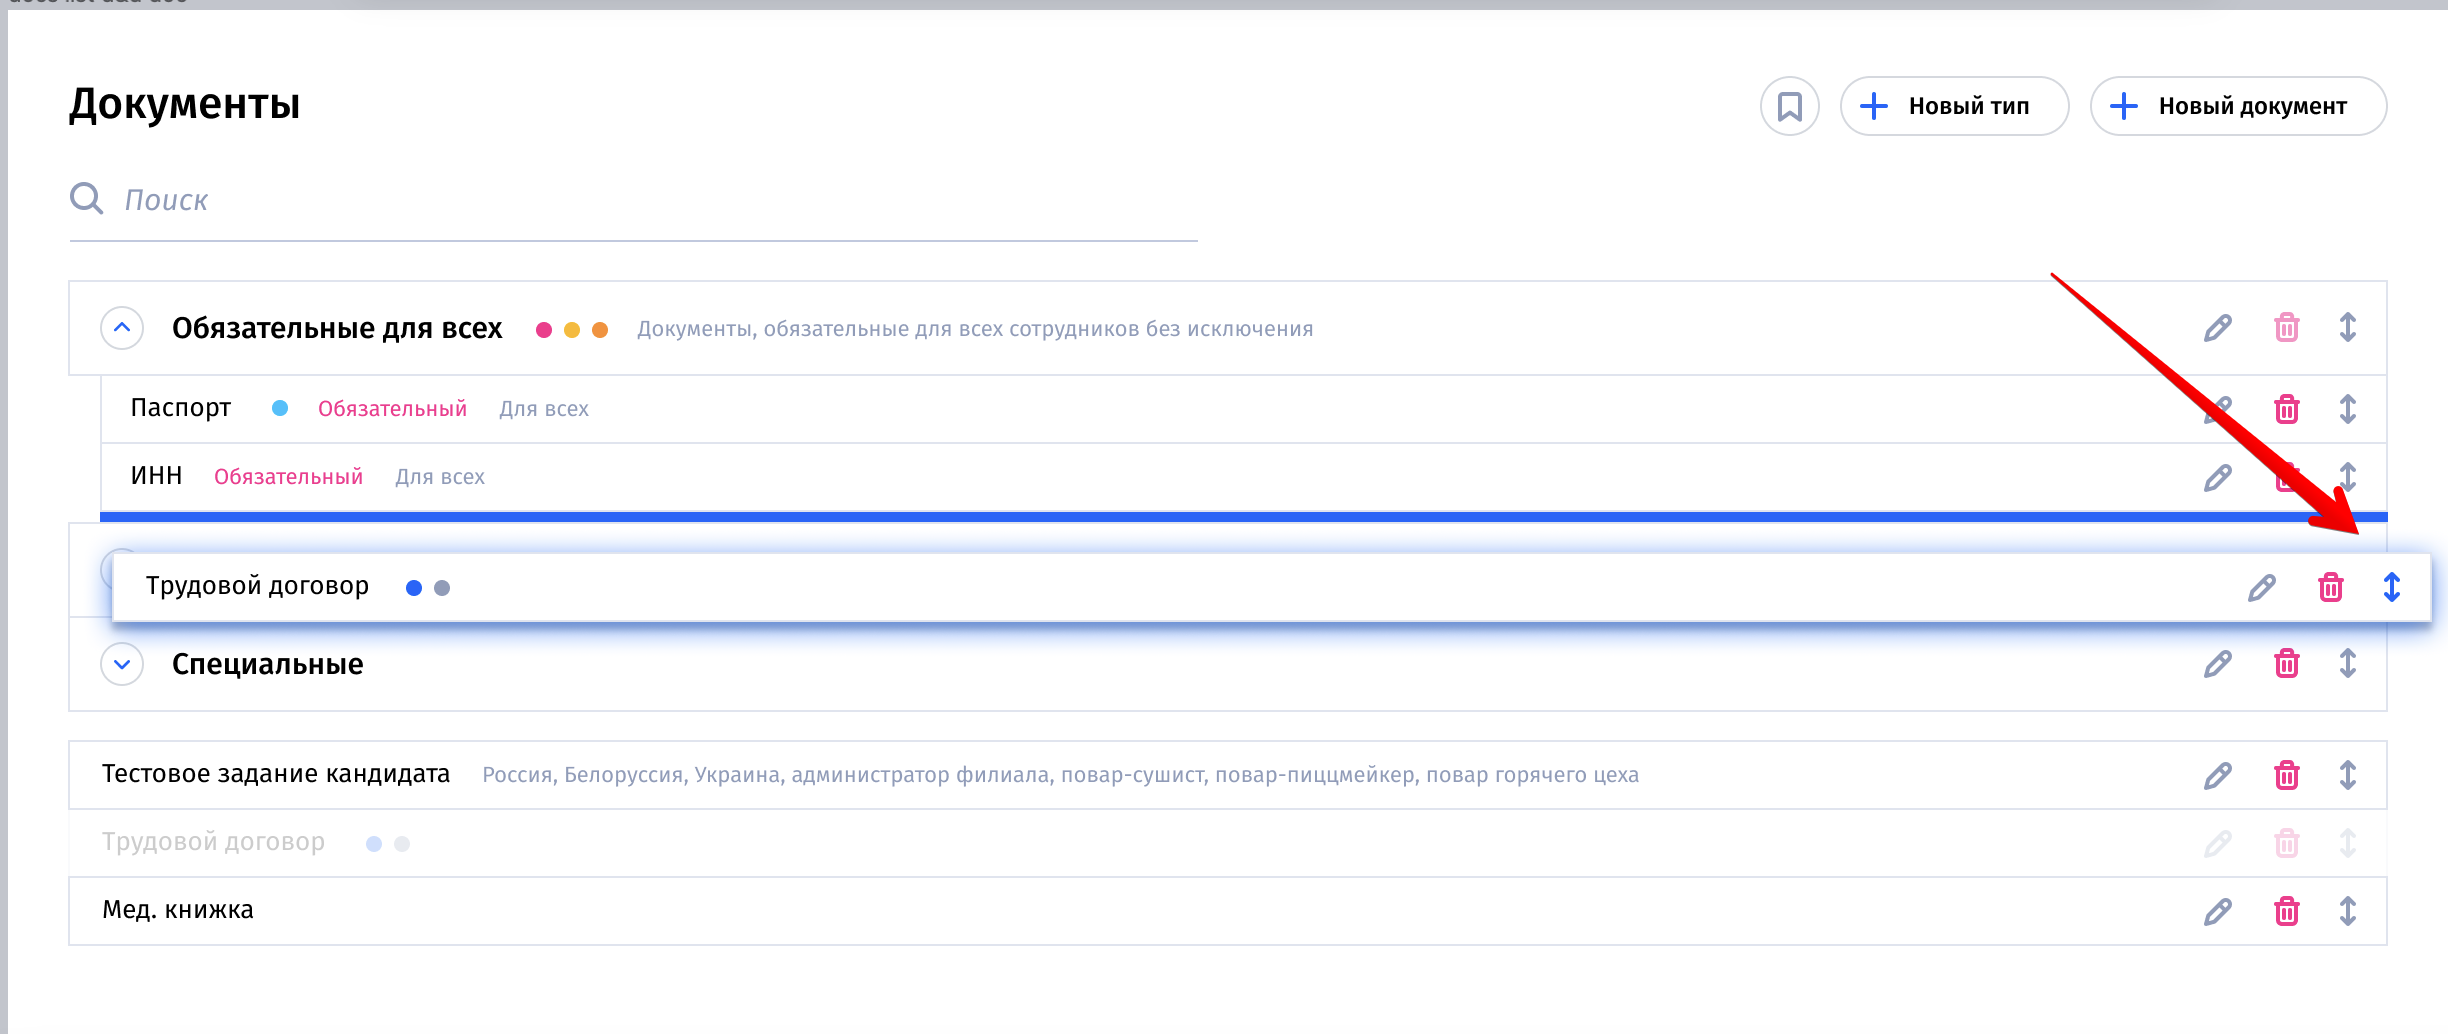 Документы
Новый тип
Новый документ
Поиск
Обязательные для всех Документы, обязательные для всех сотрудников без исключения
Паспорт Обязательный Для всех
ИНН Обязательный Для всех
Трудовой договор
Специальные
Тестовое задание кандидата Россия, Белоруссия, Украина, администратор филиала, повар-сушист, повар-пиццмейкер, повар горячего цеха
Трудовой договор
Мед. книжка